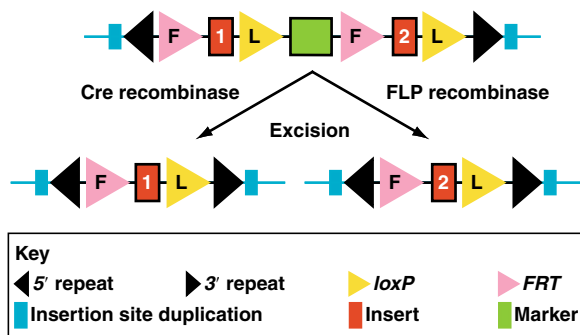 F 1 L F 2 L
Cre recombinase FLP recombinase
Excision
F 1 L F 2 L
Key
5′ repeat 3′ repeat loxP FRT
Insertion site duplication Insert Marker